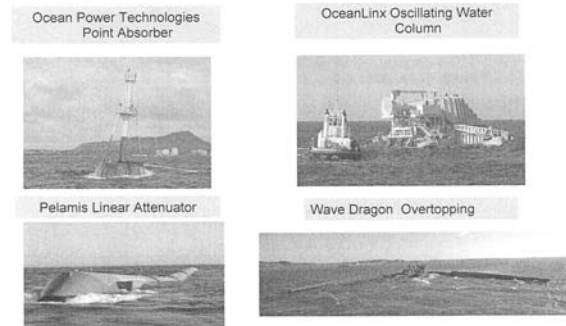 Ocean Power Technologies
Point Absorber
OceanLinx Oscillating Water
Column
Pelamis Linear Attenuator
Wave Dragon Overtopping